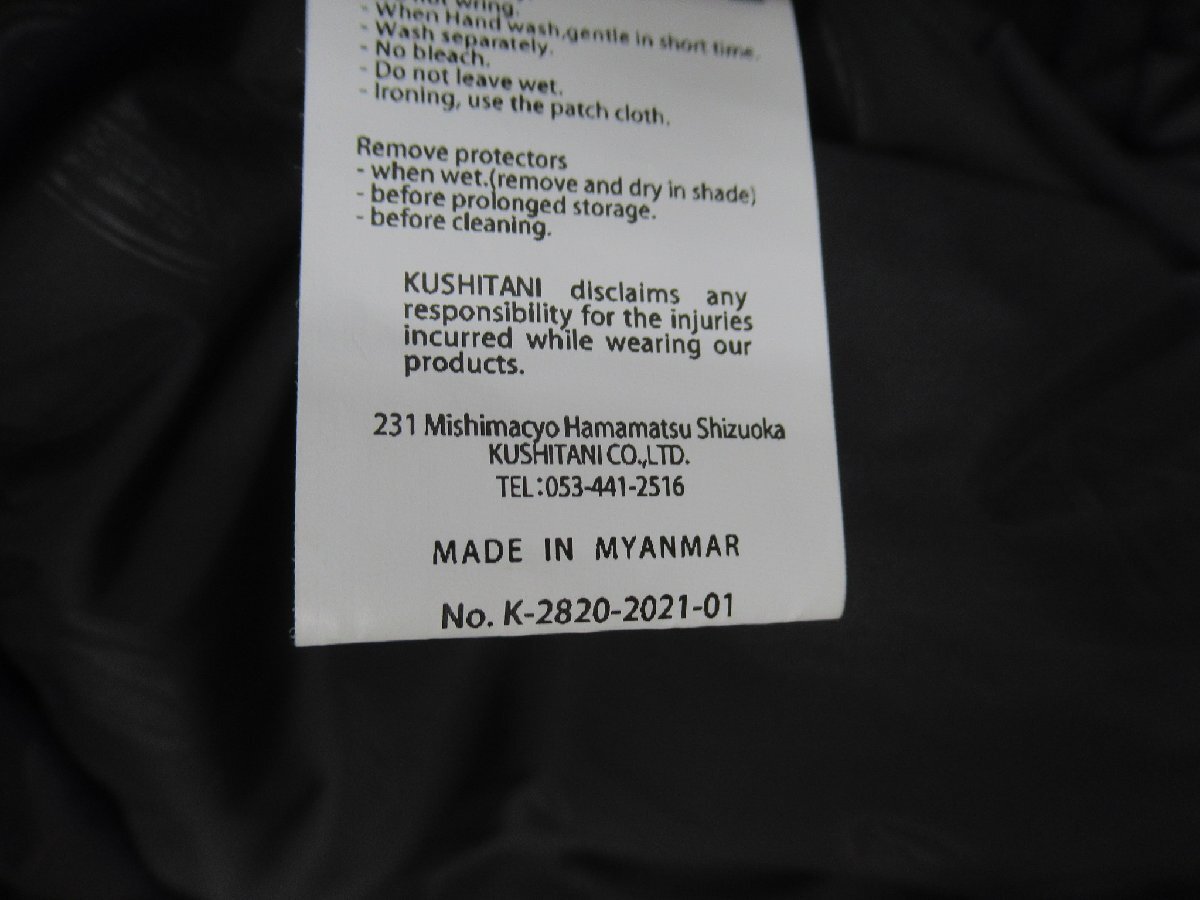 wring.
- When Hand wash,gentle in short time.
- Wash separately.
- No bleach.
- Do not leave wet.
- Ironing, use the patch cloth.
Remove protectors
- when wet.(remove and dry in shade)
- before prolonged storage.
- before cleaning.
KUSHITANI disclaims any
responsibility for the injuries
incurred while wearing our
products.
231 Mishimacyo Hamamatsu Shizuoka
KUSHITANI CO.,LTD.
TEL:053-441-2516
MADE IN MYANMAR
No. K-2820-2021-01